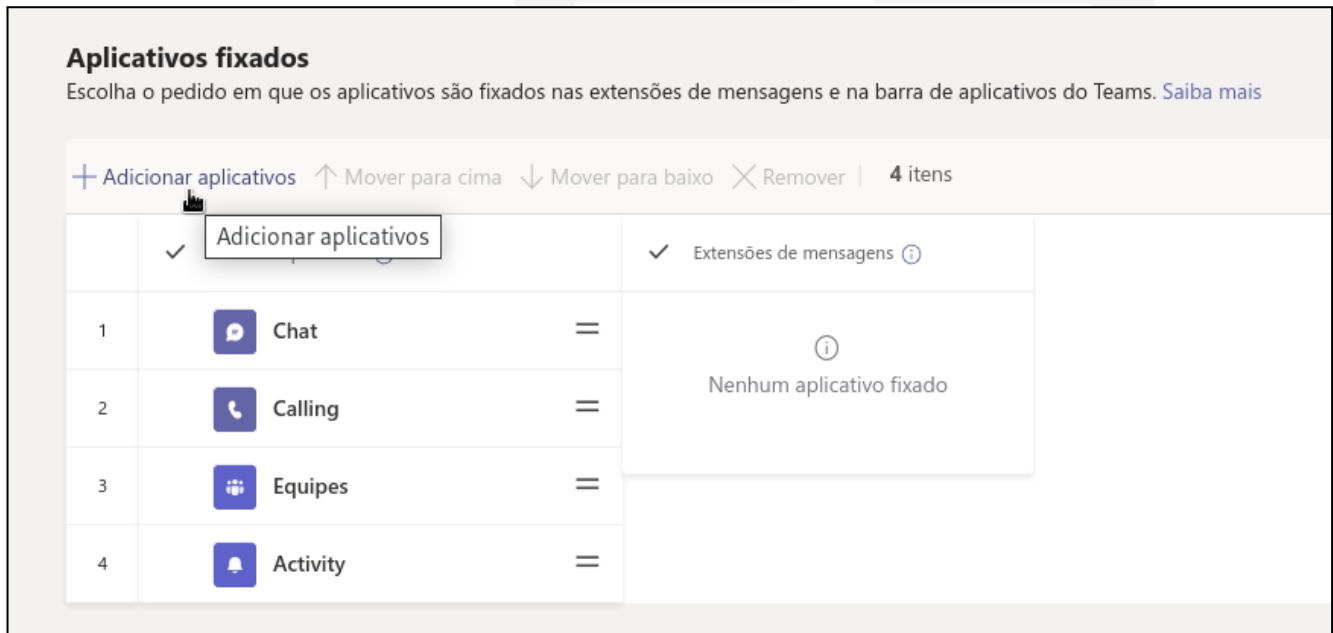 Aplicativos fixados
Escolha o pedido em que os aplicativos são fixados nas extensões de mensagens e na barra de aplicativos do Teams. Saiba mais
Adicionar aplicativos Mover para cima Mover para baixo Remover 4 itens
Adicionar aplicativos
Extensões de mensagens
1 Chat
Nenhum aplicativo fixado
2 Calling
3 Equipes
4 Activity